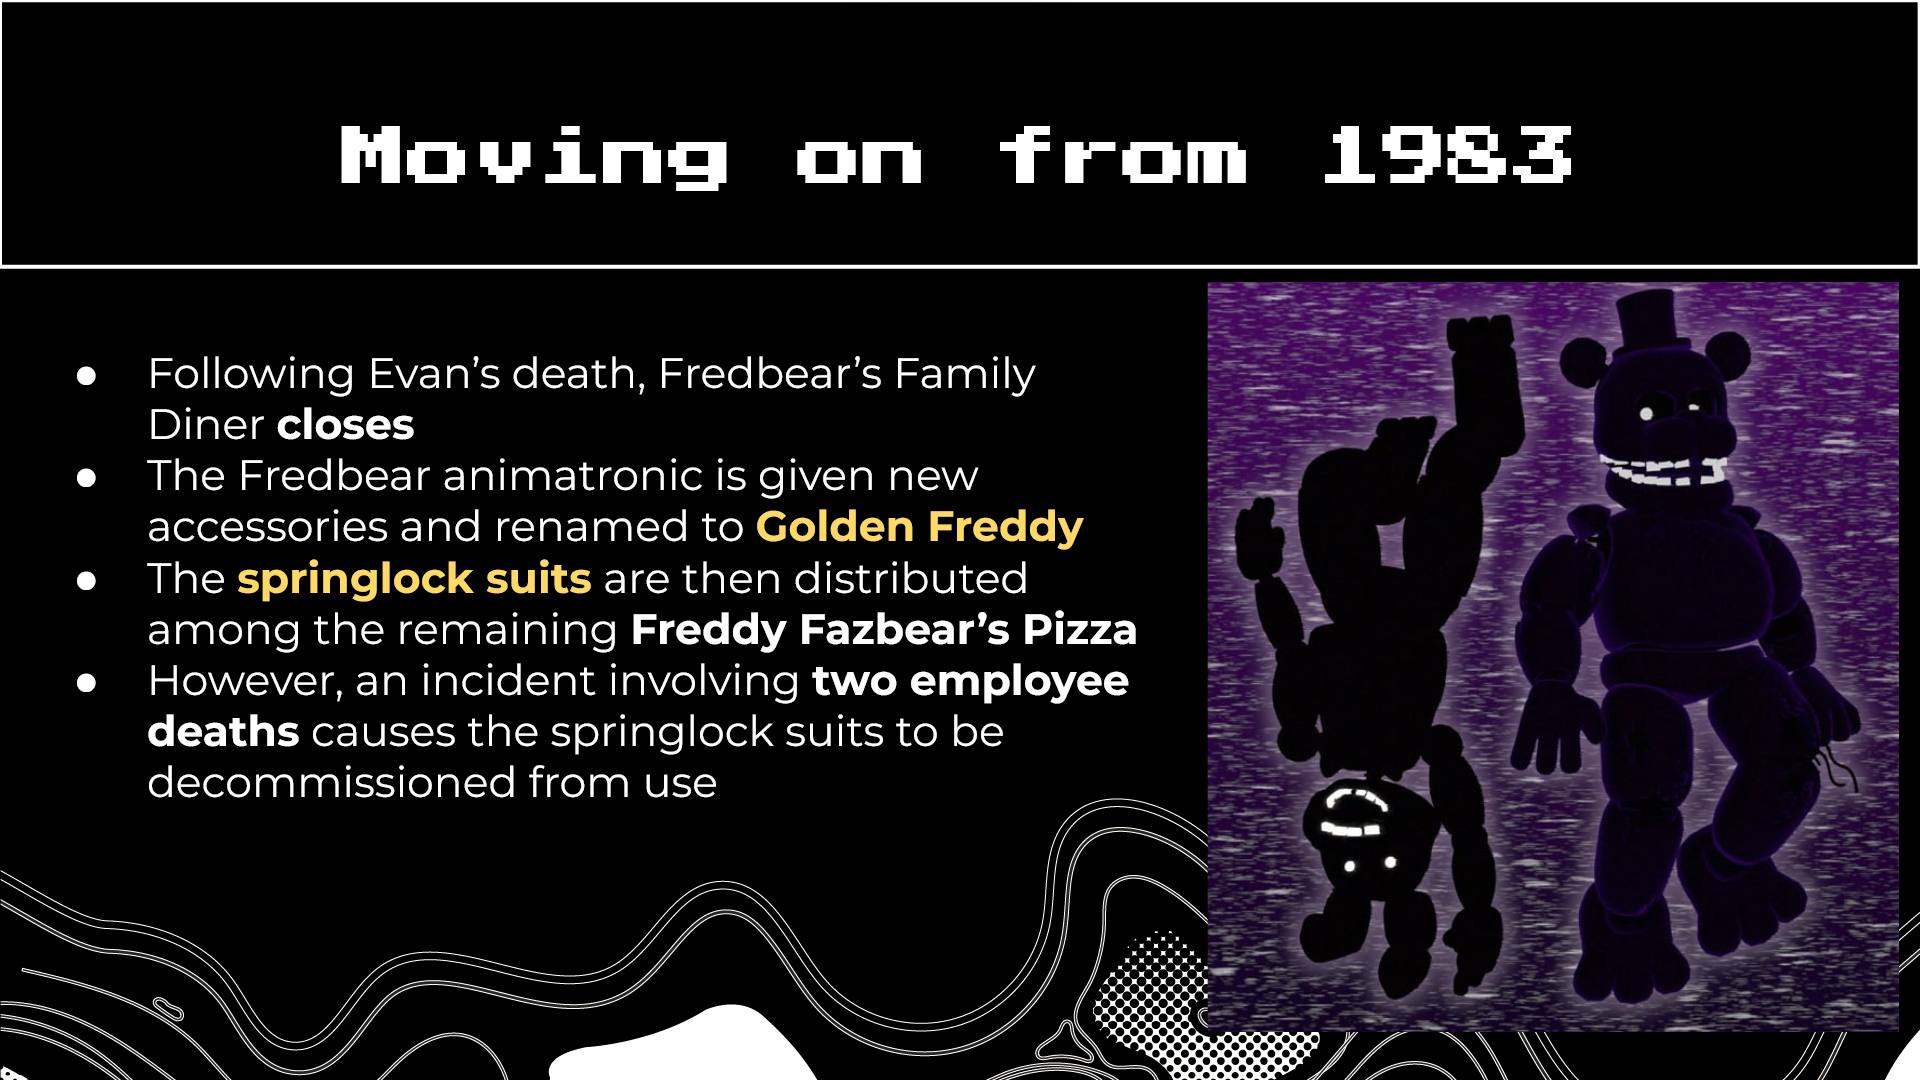 Moving on from 1983
● Following Evan’s death, Fredbear’s Family
Diner closes
● The Fredbear animatronic is given new
accessories and renamed to Golden Freddy
● The springlock suits are then distributed
among the remaining Freddy Fazbear’s Pizza
● However, an incident involving two employee
deaths causes the springlock suits to be
decommissioned from use